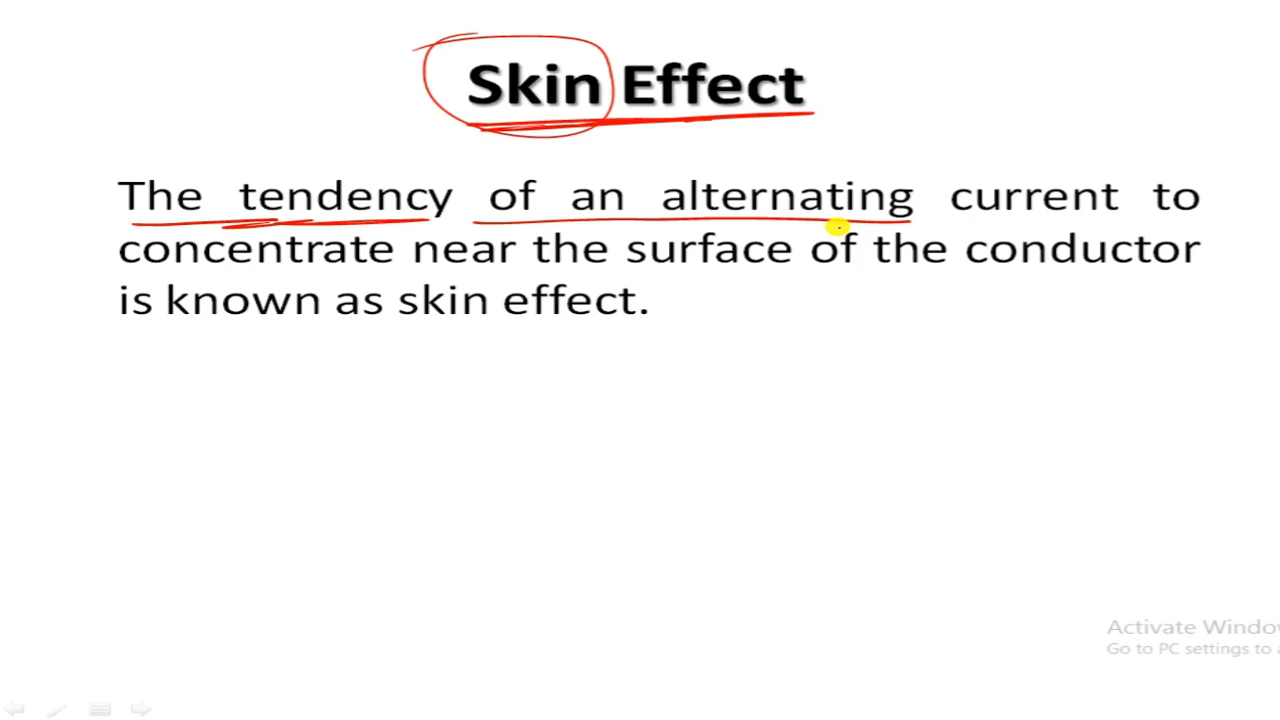 Skin Effect
The tendency of an alternating current to
concentrate near the surface of the conductor
is known as skin effect.
Activate Windo
Go to PC settings to a